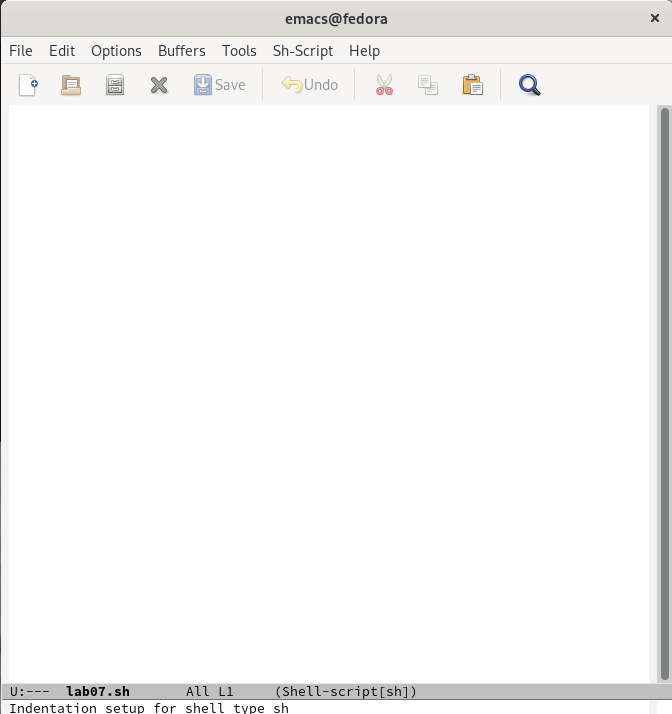 emacs@fedora
File Edit Options Buffers Tools Sh-Script Help
Save Undo
U:--- lab07.sh All L1 (Shell-script[sh])
Indentation setup for shell type sh